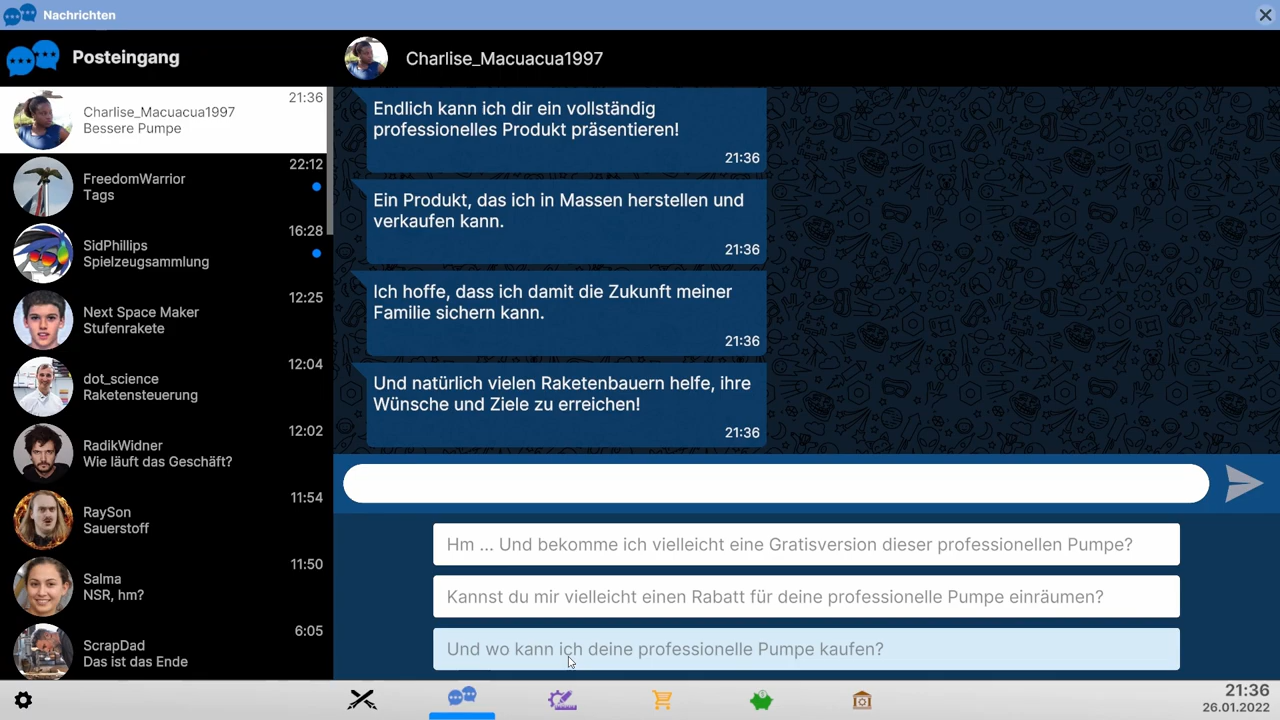 Nachrichten
Posteingang
Charlise_Macuacua1997
21:36
Charlise_Macuacua1997
Bessere Pumpe
22:12
FreedomWarrior
Tags
16:28
SidPhillips
Spielzeugsammlung
12:25
Next Space Maker
Stufenrakete
12:04
dot_science
Raketensteuerung
12:02
RadikWidner
Wie läuft das Geschäft?
11:54
RaySon
Sauerstoff
11:50
Salma
NSR, hm?
6:05
ScrapDad
Das ist das Ende
Endlich kann ich dir ein vollständig
professionelles Produkt präsentieren!
21:36
Ein Produkt, das ich in Massen herstellen und
verkaufen kann.
21:36
Ich hoffe, dass ich damit die Zukunft meiner
Familie sichern kann.
21:36
Und natürlich vielen Raketenbauern helfe, ihre
Wünsche und Ziele zu erreichen!
21:36
Hm ... Und bekomme ich vielleicht eine Gratisversion dieser professionellen Pumpe?
Kannst du mir vielleicht einen Rabatt für deine professionelle Pumpe einräumen?
Und wo kann ich deine professionelle Pumpe kaufen?
21:36
26.01.2022